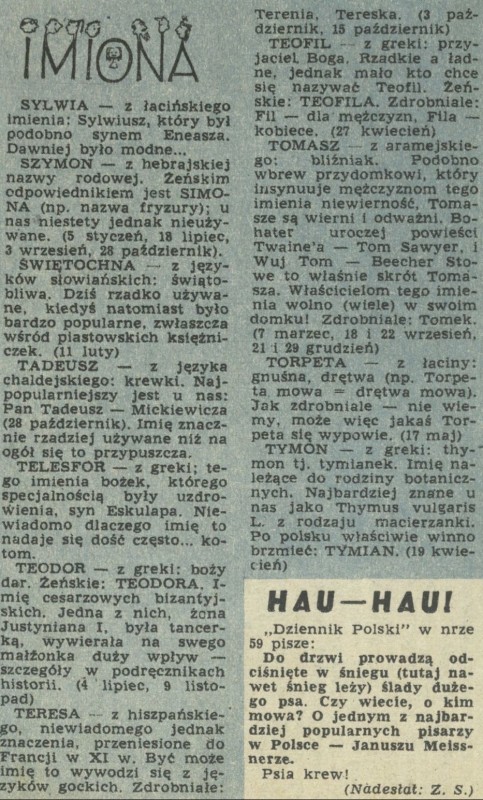 IMIONA
SYLWIA — z łacińskiego
imienia: Sylwiusz, który był
podobno synem Eneasza.
Dawniej było modne...
SZYMON — z hebrajskiej
nazwy rodowej. Żeńskim
odpowiednikiem jest SIMO-
NA (np. nazwa fryzury); u
nas niestety jednak nieuży-
wane. (5 styczeń, 18 lipiec,
3 wrzesień, 28 październik).
ŚWIĘTOCHNA — z języ-
ków słowiańskich: świąto-
bliwa. Dziś rzadko używa-
ne, kiedyś natomiast było
bardzo popularne, zwłaszcza
wśród piastowskich księżni-
czek. (11 luty)
TADEUSZ — z języka
chaldejskiego: krewki. Naj-
popularniejszy jest u nas:
Pan Tadeusz — Mickiewicza
(28 październik). Imię znacz-
nie rzadziej używane niż na
ogół się to przypuszcza.
TELESFOR — z greki; te-
go imienia bożek, którego
specjalnością były uzdro-
wienia, syn Eskulapa. Nie-
wiadomo dlaczego imię to
nadaje się dość często... ko-
tom.
TEODOR — z greki: boży
dar. Żeńskie: TEODORA. I-
mię cesarzowych bizantyj-
skich. Jedna z nich, żona
Justyniana I, była tancer-
ką, wywierała na swego
małżonka duży wpływ —
szczegóły w podręcznikach
historii. (4 lipiec, 9 listo-
pad)
TERESA — z hiszpańskie-
go, niewiadomego jednak
znaczenia, przeniesione do
Francji w XI w. Być może
imię to wywodzi się z ję-
zyków gockich. Zdrobniałe:
Terenia, Tereska. (3 paź-
dziernik, 15 październik)
TEOFIL — z greki: przy-
jaciel Boga. Rzadkie a ład-
ne, jednak mało kto chce
się nazywać Teofil. Żeń-
skie: TEOFILA. Zdrobniale:
Fil — dla mężczyzn, Fila —
kobiece. (27 kwiecień)
TOMASZ — z aramejskie-
go: bliźniak. Podobno
wbrew przydomkowi, który
insynuuje mężczyznom tego
imienia niewierność, Toma-
sze są wierni i odważni. Bo-
hater uroczej powieści
Twaine'a — Tom Sawyer, i
Wuj Tom — Beecher Sto-
we to właśnie skrót Toma-
sza. Właścicielom tego imie-
nia wolno (wiele) w swoim
domku! Zdrobniale: Tomek.
(7 marzec, 18 i 22 wrzesień,
21 i 29 grudzień)
TORPETA — z łaciny:
gnuśna, drętwa (np. Torpe-
ta mowa = drętwa mowa).
Jak zdrobniale — nie wie-
my, może więc jakaś Tor-
peta się wypowie. (17 maj)
TYMON — z greki: thy-
mon tj. tymianek. Imię na-
leżące do rodziny botanicz-
nych. Najbardziej znane u
nas jako Thymus vulgaris
L. z rodzaju macierzanki.
Po polsku właściwie winno
brzmieć: TYMIAN. (19 kwie-
cień)
HAU—HAU!
„Dziennik Polski" w nrze
59 pisze:
Do drzwi prowadzą od-
ciśnięte w śniegu (tutaj na-
wet śnieg leży) ślady duże-
go psa. Czy wiecie, o kim
mowa? O jednym z najbar-
dziej popularnych pisarzy
w Polsce — Januszu Meiss-
nerze.
Psia krew!
(Nadesłał: Z. S.)